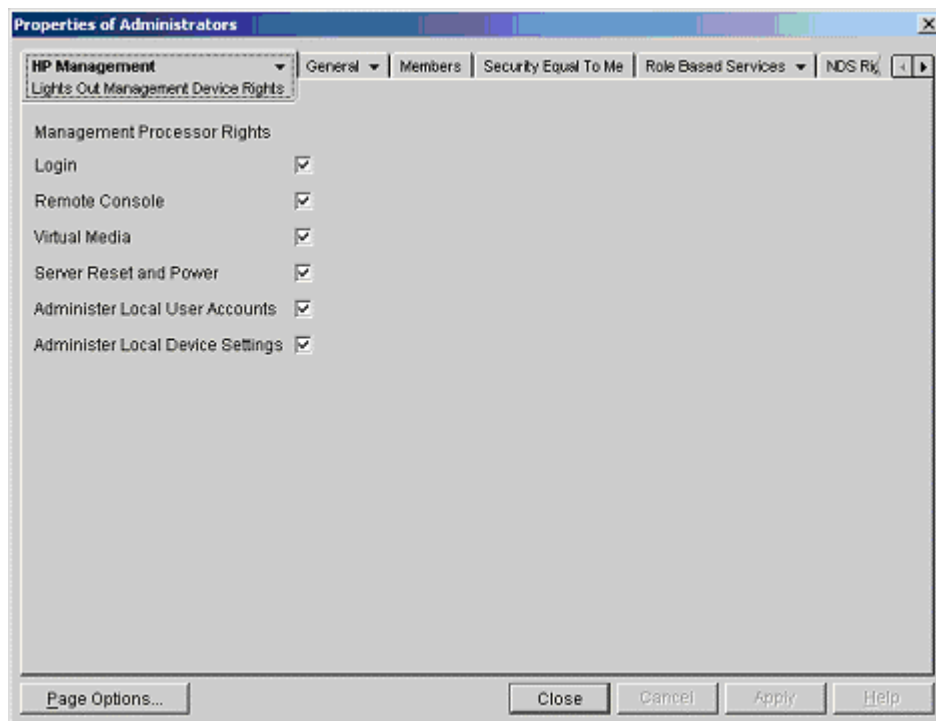 Properties of Administrators
HP Management General Members Security Equal To Me Role Based Services NDS
Lights Out Management Device Rights
Management Processor Rights
Login
Remote Console
Virtual Media
Server Reset and Power
Administer Local User Accounts
Administer Local Device Settings
Page Options... Close Cancel Apply Help